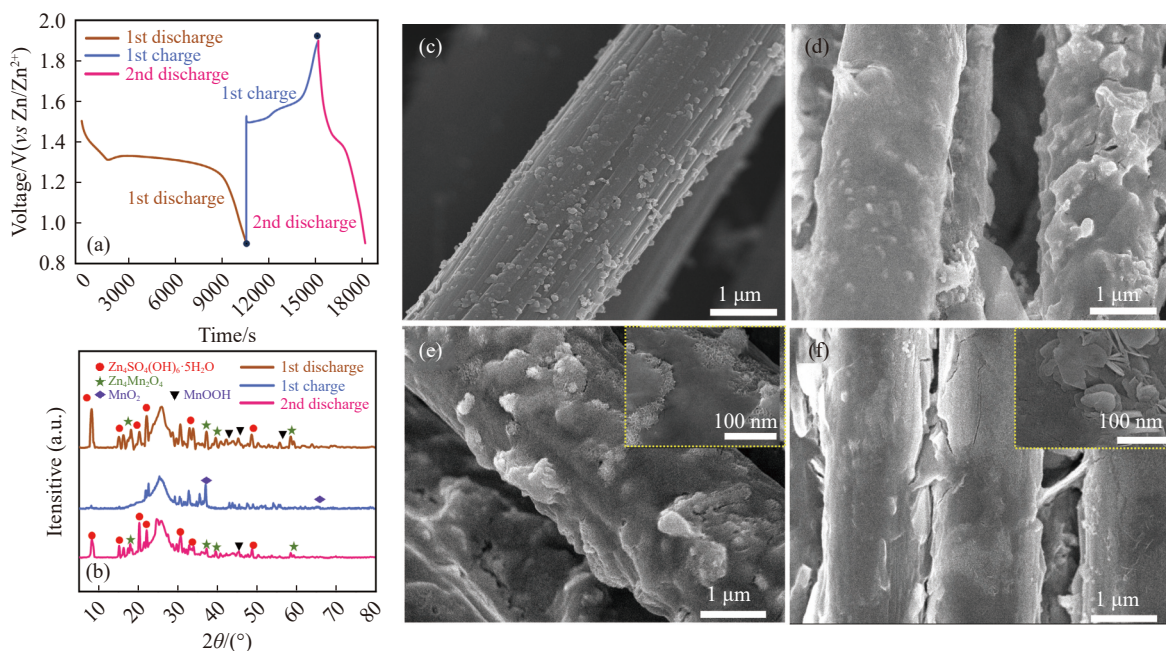 2.0
1.8
1.6
1.4
1.2
1.0
0.8
Voltage/V(vs Zn/Zn²⁺)
1st discharge
1st charge
2nd discharge
1st charge
1st discharge
2nd discharge
(a)
0
3000
6000
9000
12000
15000
18000
Time/s
Zn₄SO₄(OH)₆·5H₂O
Zn₄Mn₂O₄
MnO₂
MnOOH
1st discharge
1st charge
2nd discharge
Itensitive (a.u.)
(b)
10 20 30 40 50 60 70 80
2θ/(°)
(c)
1 μm
(d)
1 μm
(e)
100 nm
1 μm
(f)
100 nm
1 μm